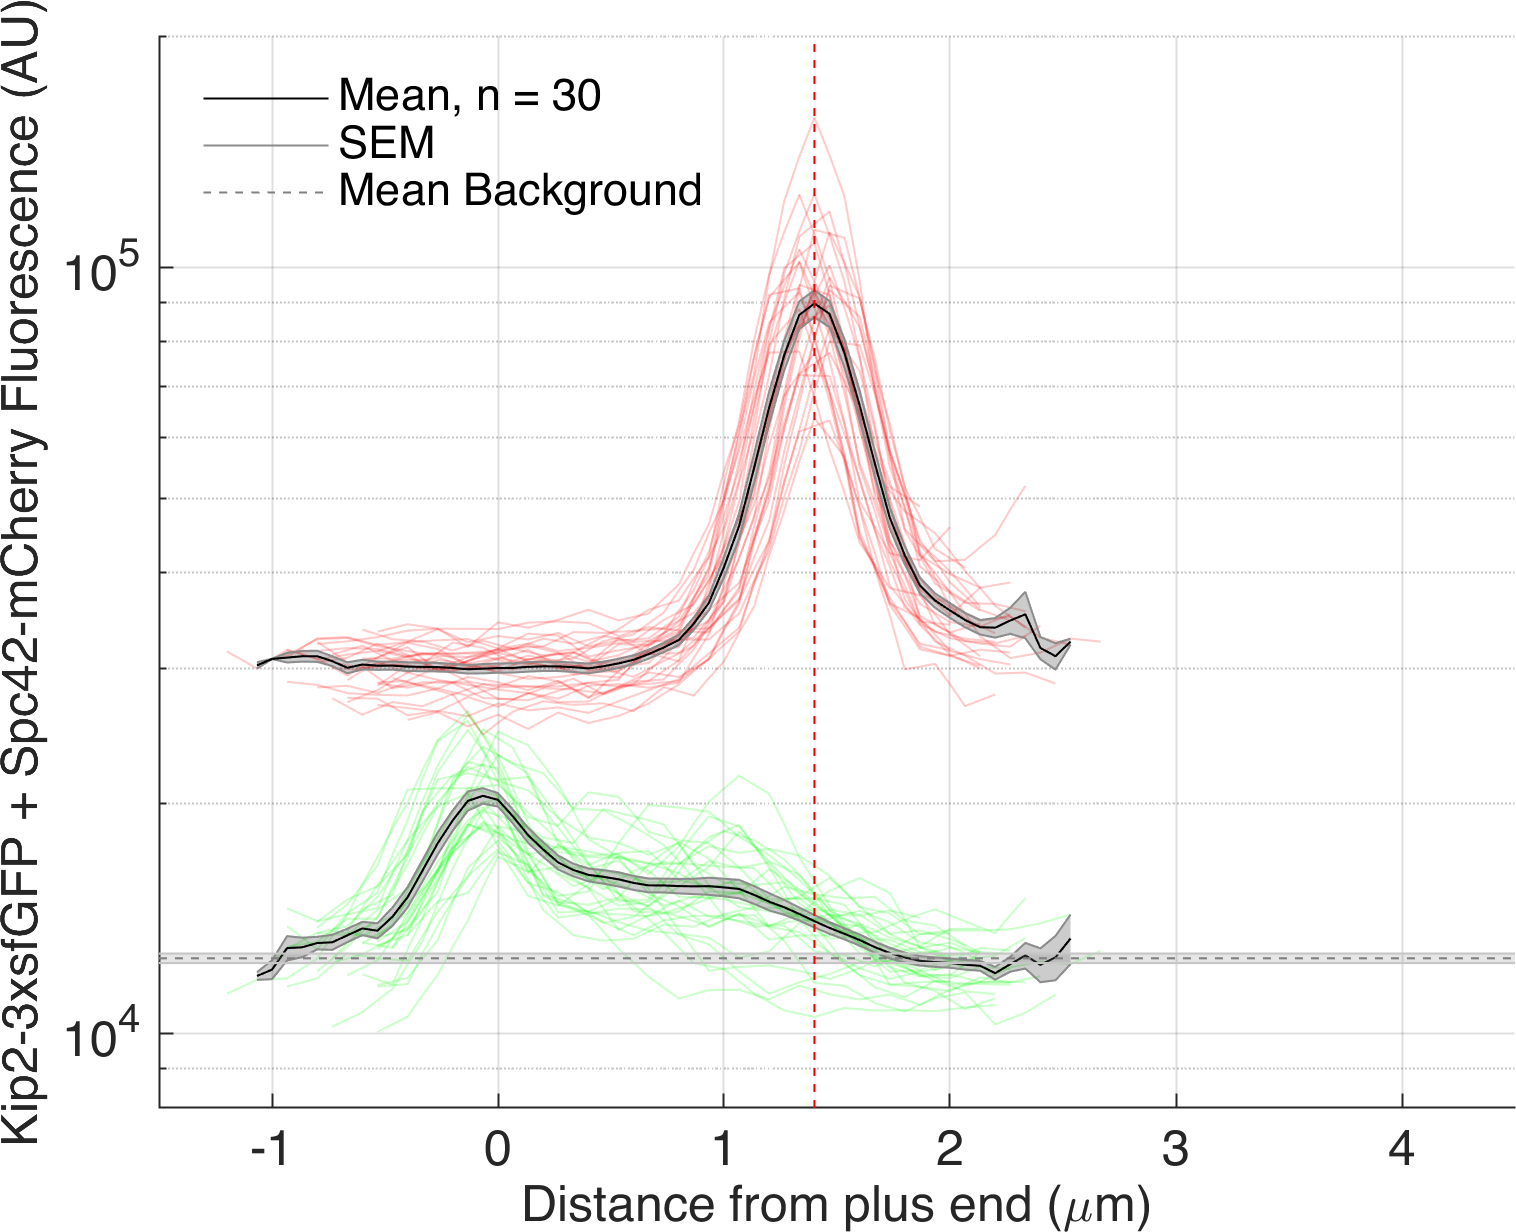 Kip2-3xsfGFP + Spc42-mCherry Fluorescence (AU)
Mean, n = 30
SEM
Mean Background
10^5
10^4
-1 0 1 2 3 4
Distance from plus end (μm)